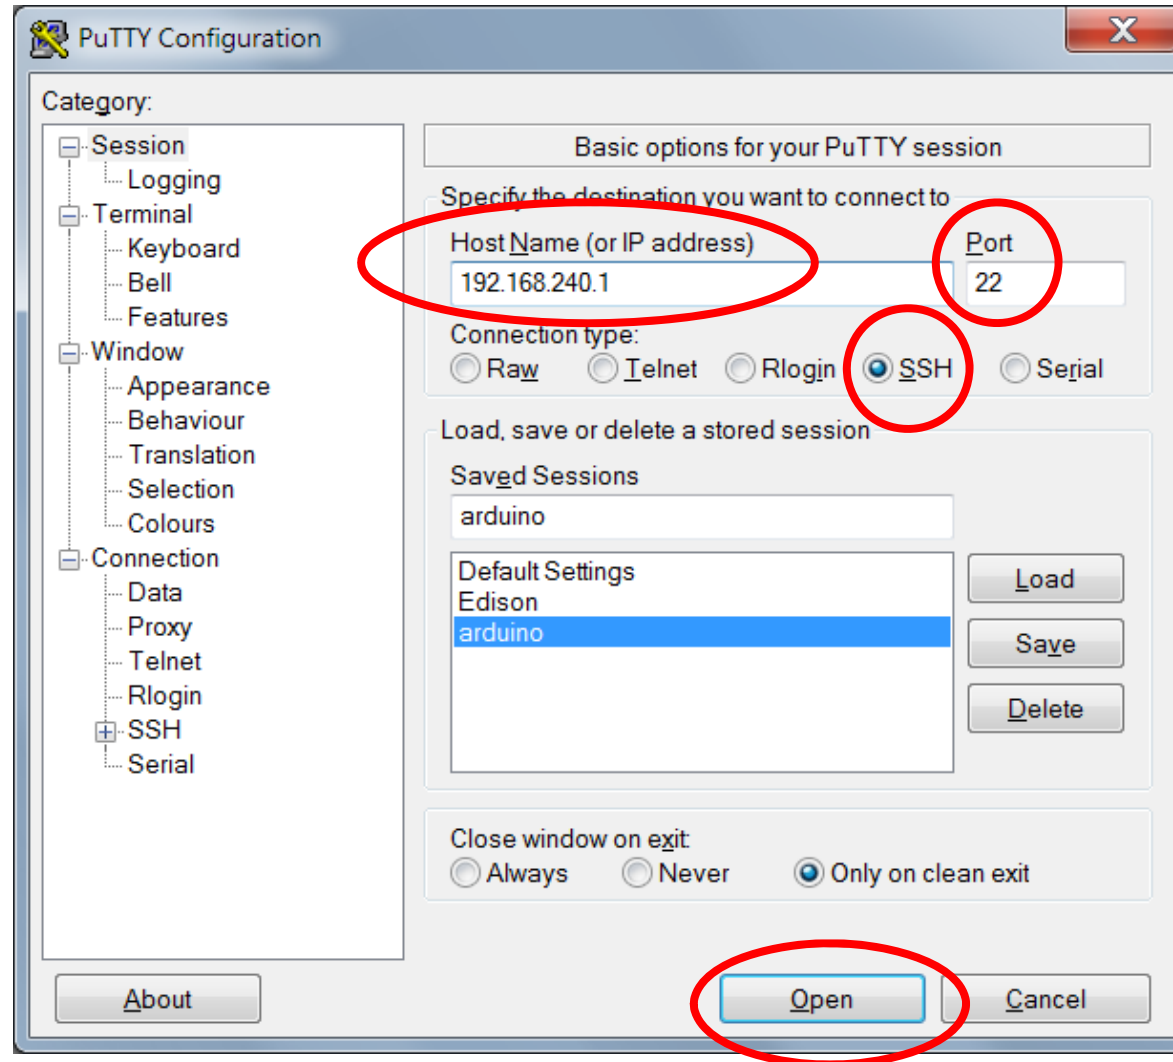 PuTTY Configuration
Category:
Session
Logging
Terminal
Keyboard
Bell
Features
Window
Appearance
Behaviour
Translation
Selection
Colours
Connection
Data
Proxy
Telnet
Rlogin
SSH
Serial
Basic options for your PuTTY session
Specify the destination you want to connect to
Host Name (or IP address) Port
192.168.240.1 22
Connection type:
Raw Telnet Rlogin SSH Serial
Load, save or delete a stored session
Saved Sessions
arduino
Default Settings
Edison
arduino
Load
Save
Delete
Close window on exit:
Always Never Only on clean exit
About Open Cancel